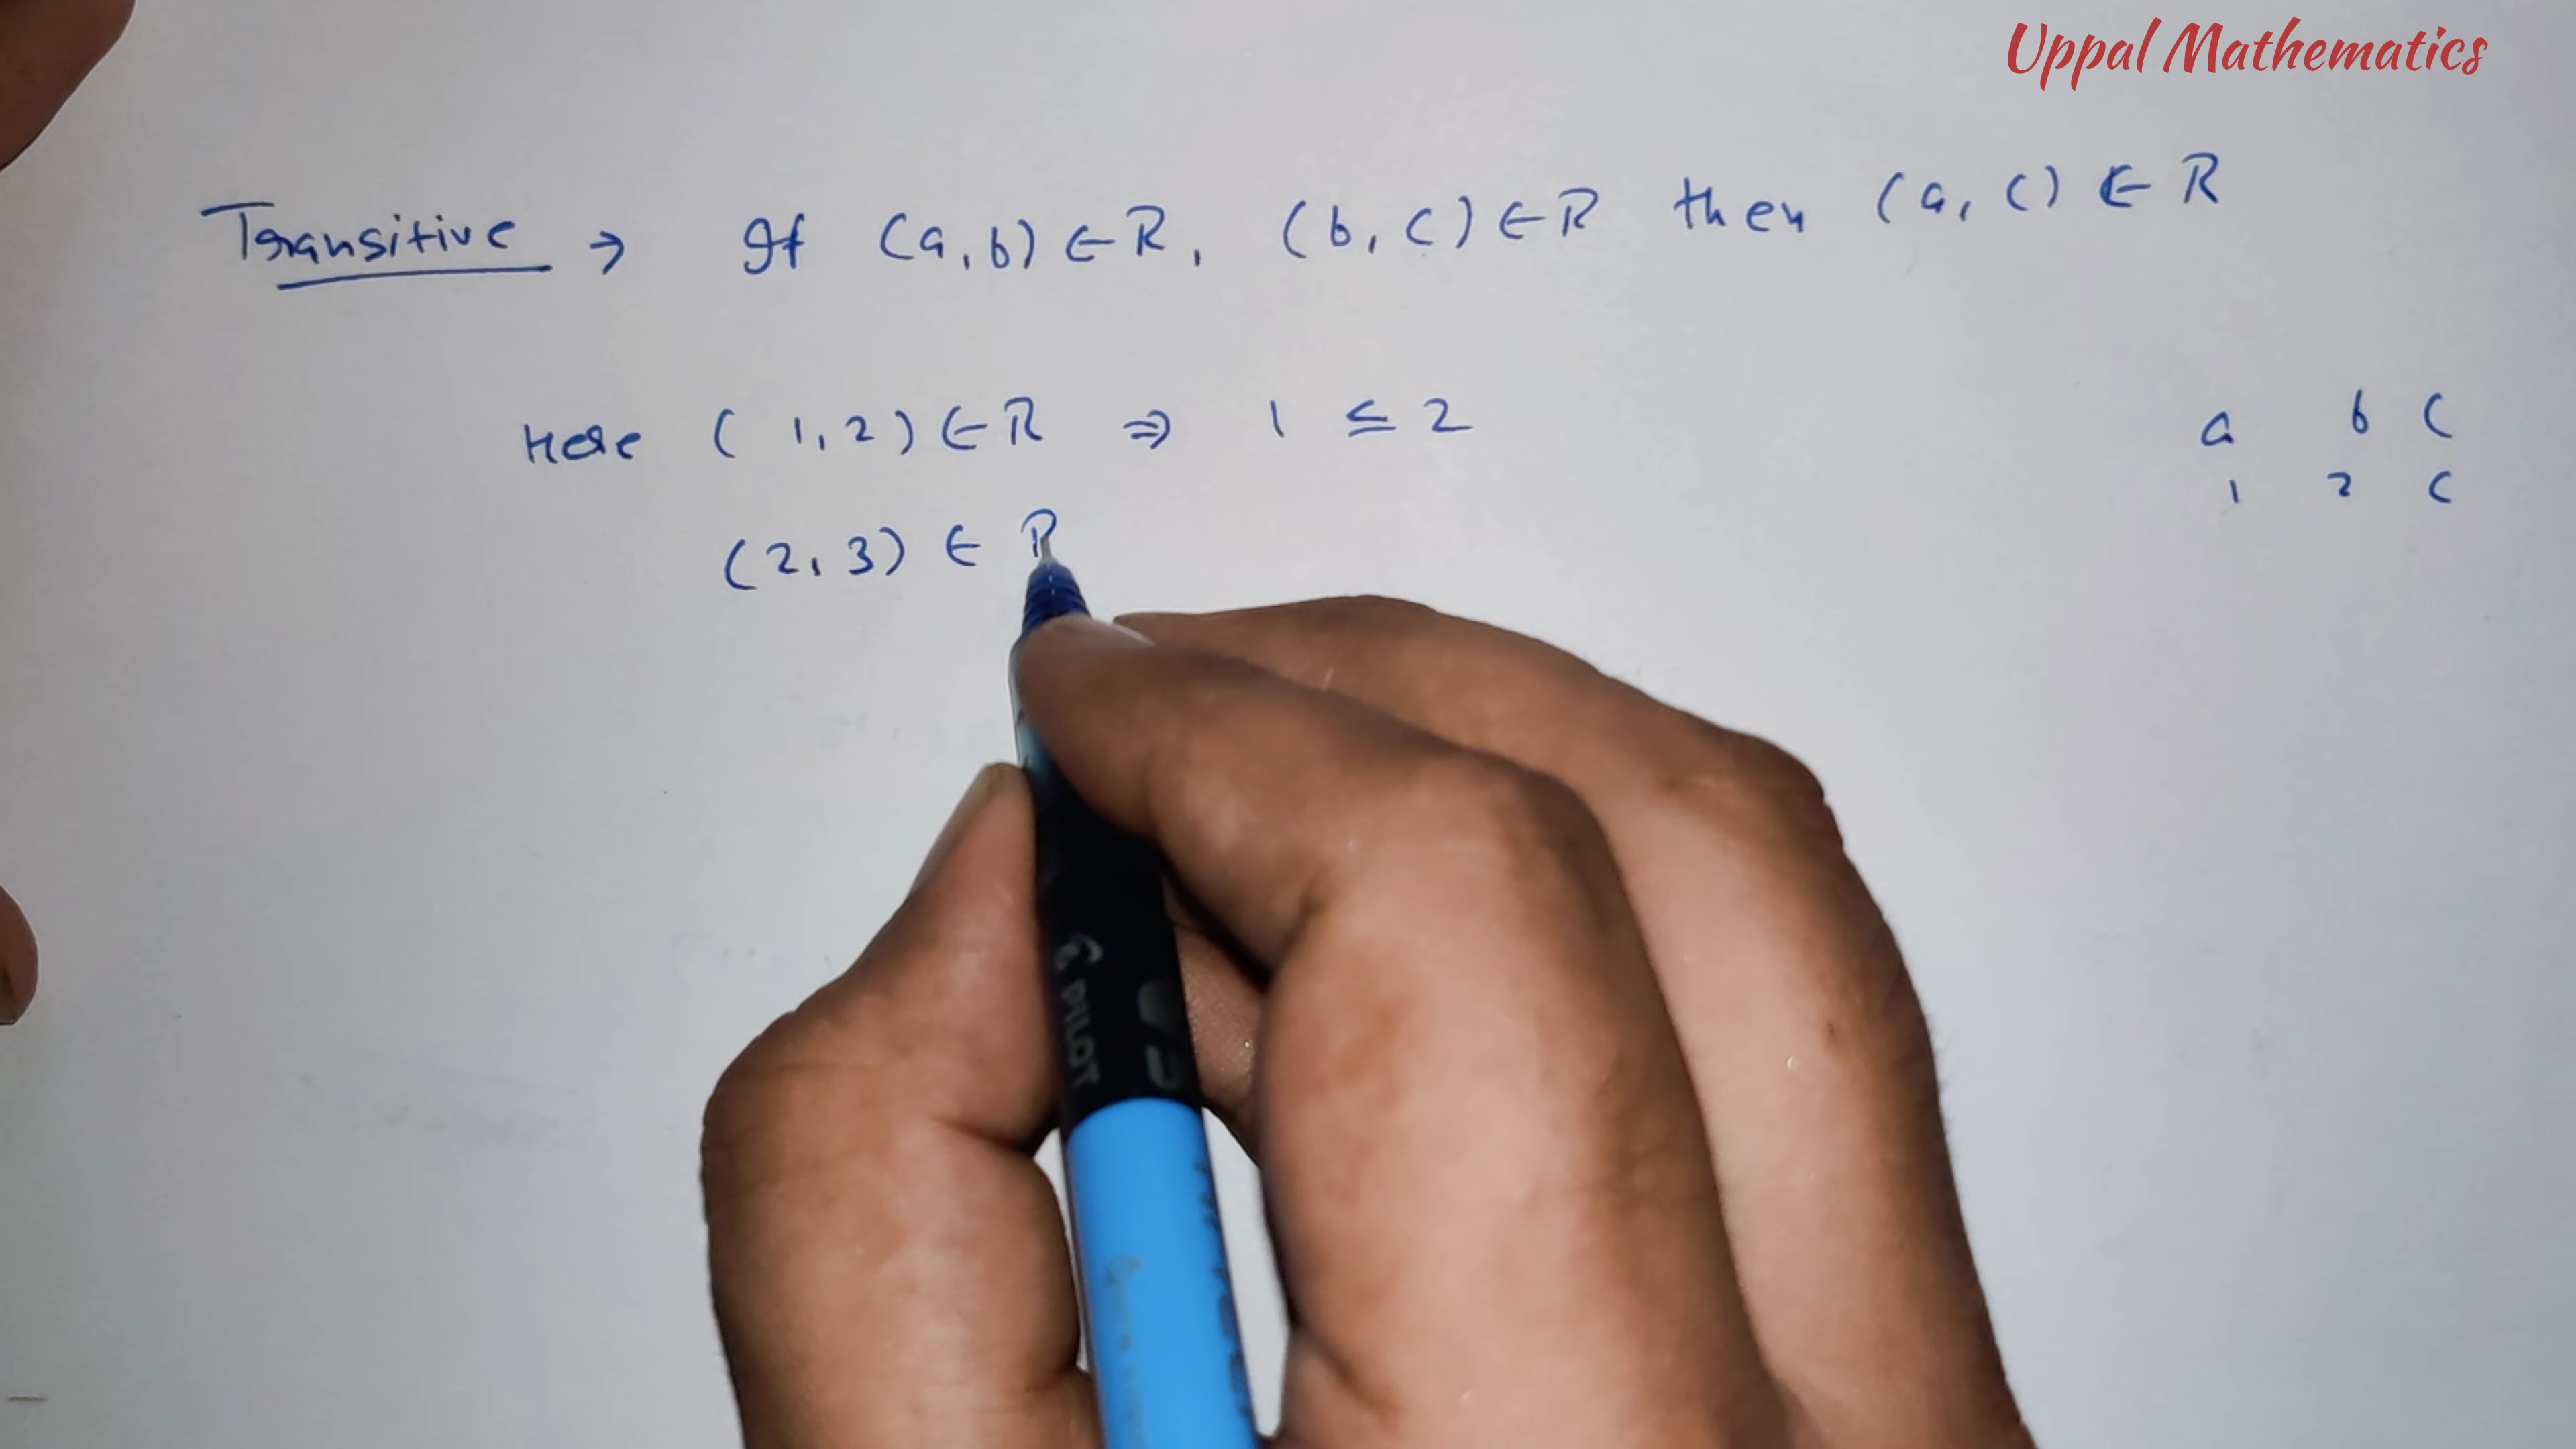 Uppal Mathematics
Transitive → If (a, b) ∈ R, (b, c) ∈ R then (a, c) ∈ R
Here (1, 2) ∈ R ⇒ 1 ≤ 2
a b c
1 2 c
(2, 3) ∈ R
PILOT